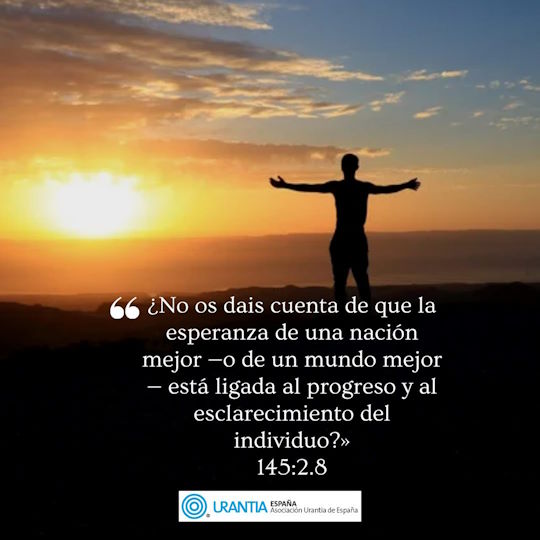 ❝ ¿No os dais cuenta de que la
esperanza de una nación
mejor —o de un mundo mejor
— está ligada al progreso y al
esclarecimiento del
individuo?»
145:2.8
URANTIA ESPAÑA
Asociación Urantia de España
®